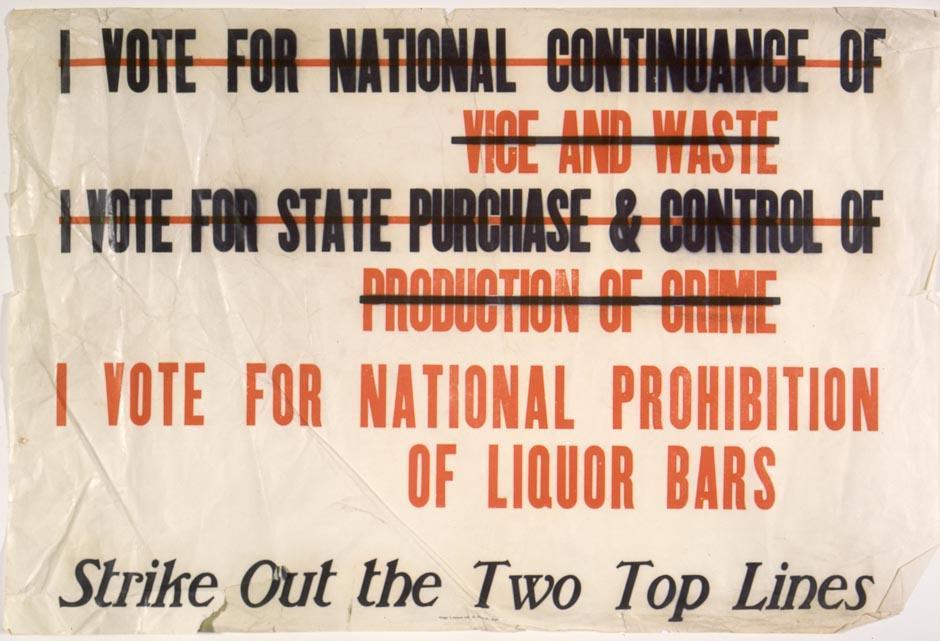 I VOTE FOR NATIONAL CONTINUANCE OF
VICE AND WASTE
I VOTE FOR STATE PURCHASE & CONTROL OF
PRODUCTION OF CRIME
I VOTE FOR NATIONAL PROHIBITION
OF LIQUOR BARS
Strike Out the Two Top Lines